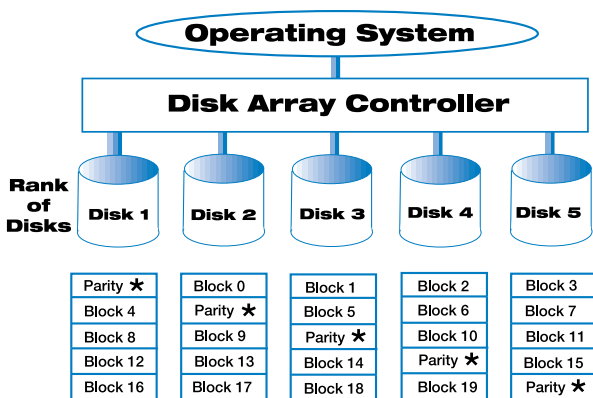 Operating System
Disk Array Controller
Rank
of
Disks
Disk 1
Disk 2
Disk 3
Disk 4
Disk 5
Parity *
Block 4
Block 8
Block 12
Block 16
Block 0
Parity *
Block 9
Block 13
Block 17
Block 1
Block 5
Parity *
Block 14
Block 18
Block 2
Block 6
Block 10
Parity *
Block 19
Block 3
Block 7
Block 11
Block 15
Parity *